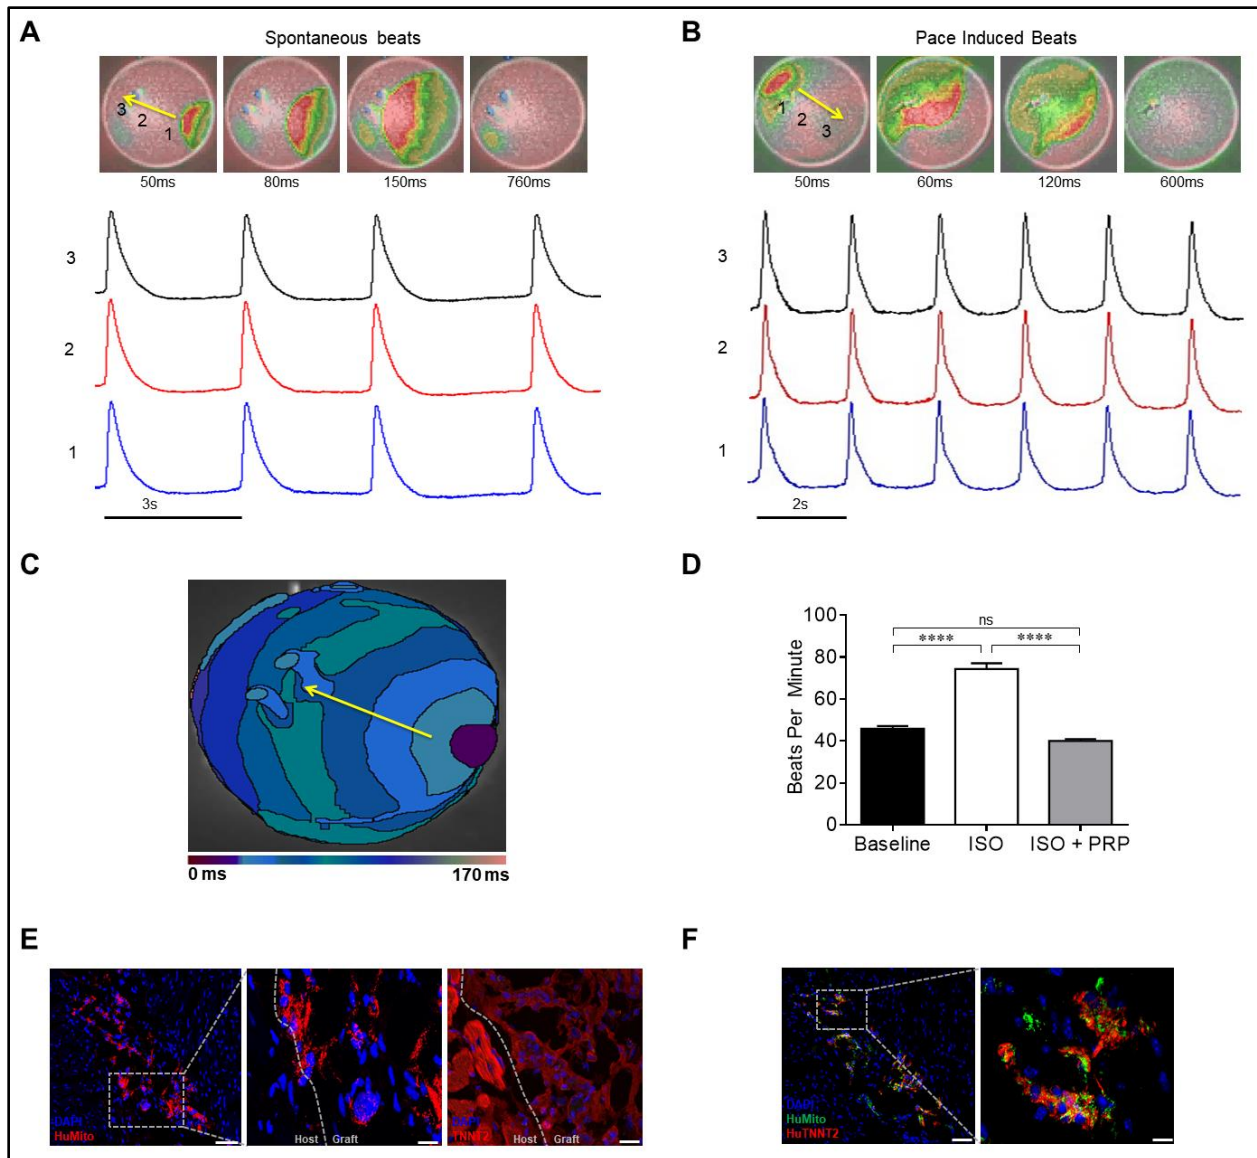 A
Spontaneous beats
3
2
1
50ms
80ms
150ms
760ms
3
2
1
3s
B
Pace Induced Beats
1
2
3
50ms
60ms
120ms
600ms
3
2
1
2s
C
0 ms
170 ms
D
Beats Per Minute
100
80
60
40
20
0
ns
****
****
Baseline
ISO
ISO + PRP
E
DAPI
HuMito
Host
Graft
DAPI
TNNT2
Host
Graft
F
DAPI
HuMito
HuTNNT2